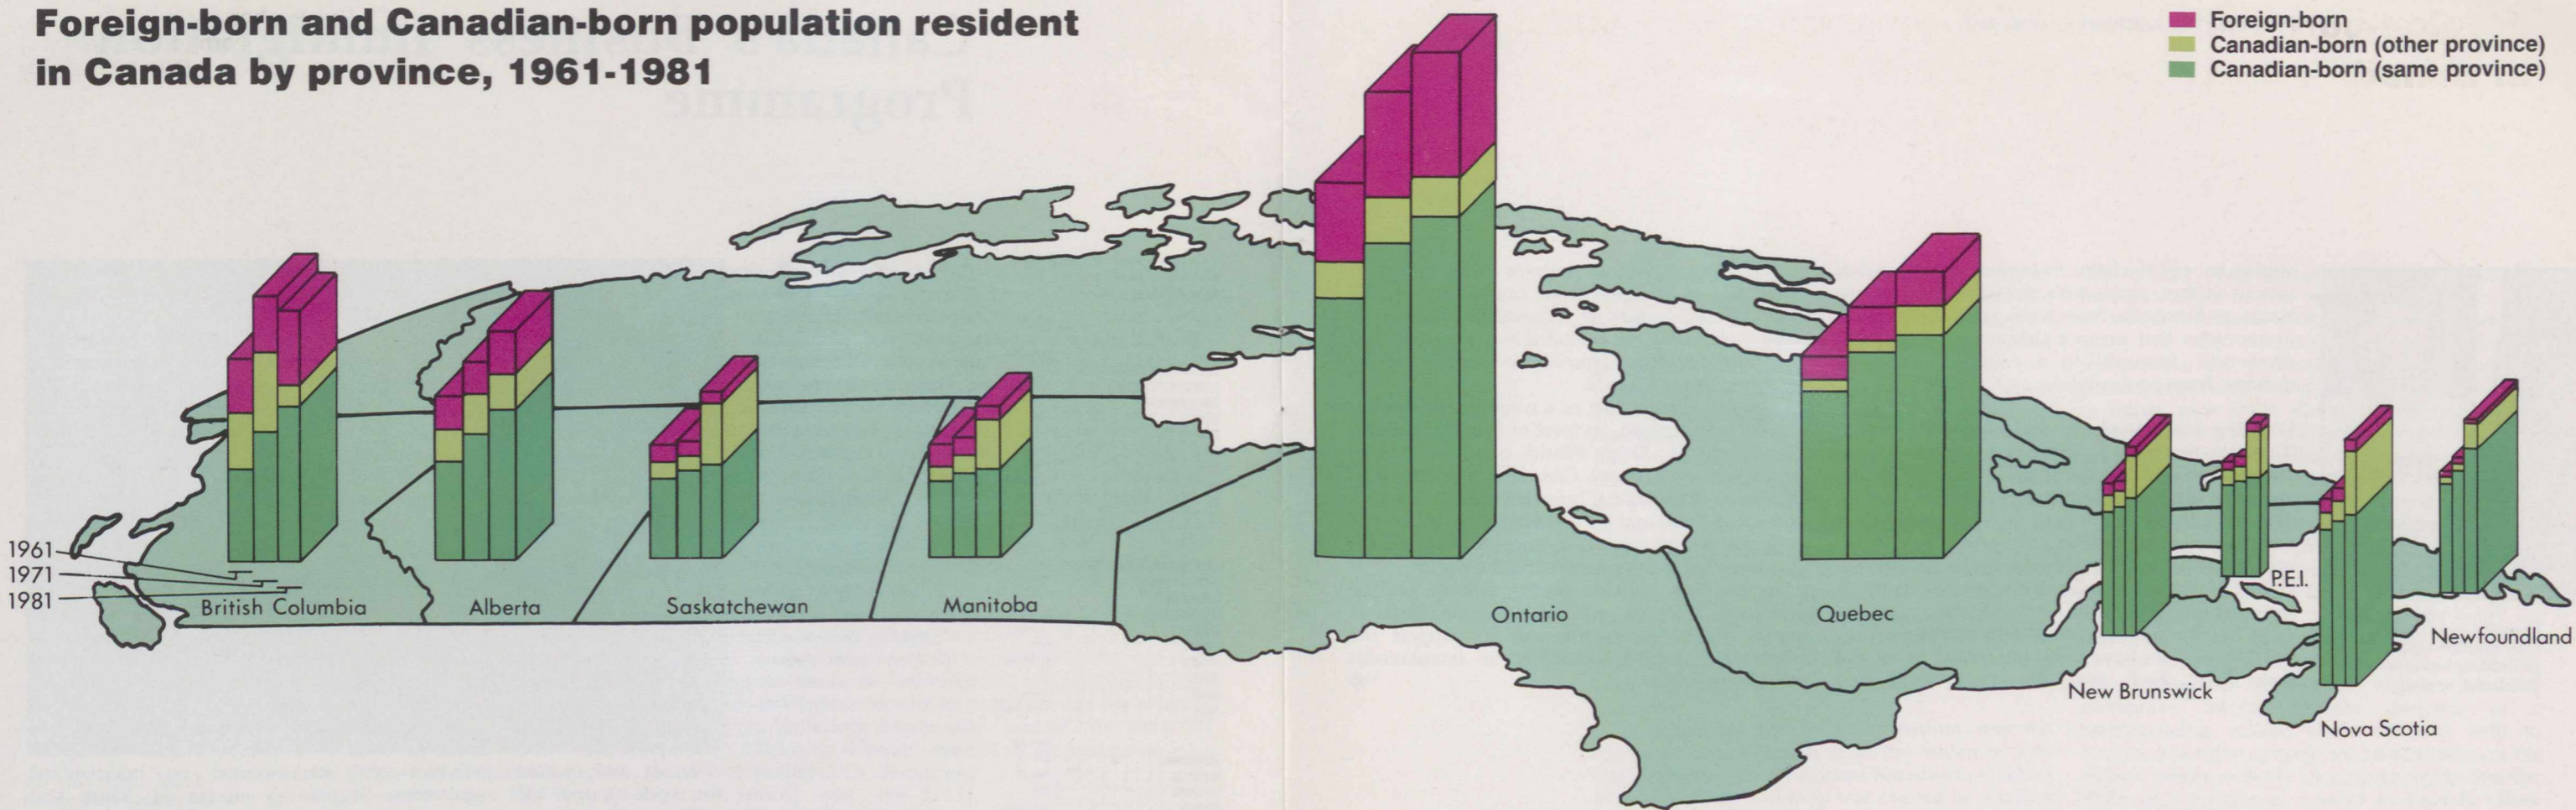 Foreign-born and Canadian-born population resident
in Canada by province, 1961-1981
Foreign-born
Canadian-born (other province)
Canadian-born (same province)
1961
1971
1981
British Columbia
Alberta
Saskatchewan
Manitoba
Ontario
Quebec
New Brunswick
P.E.I.
Nova Scotia
Newfoundland